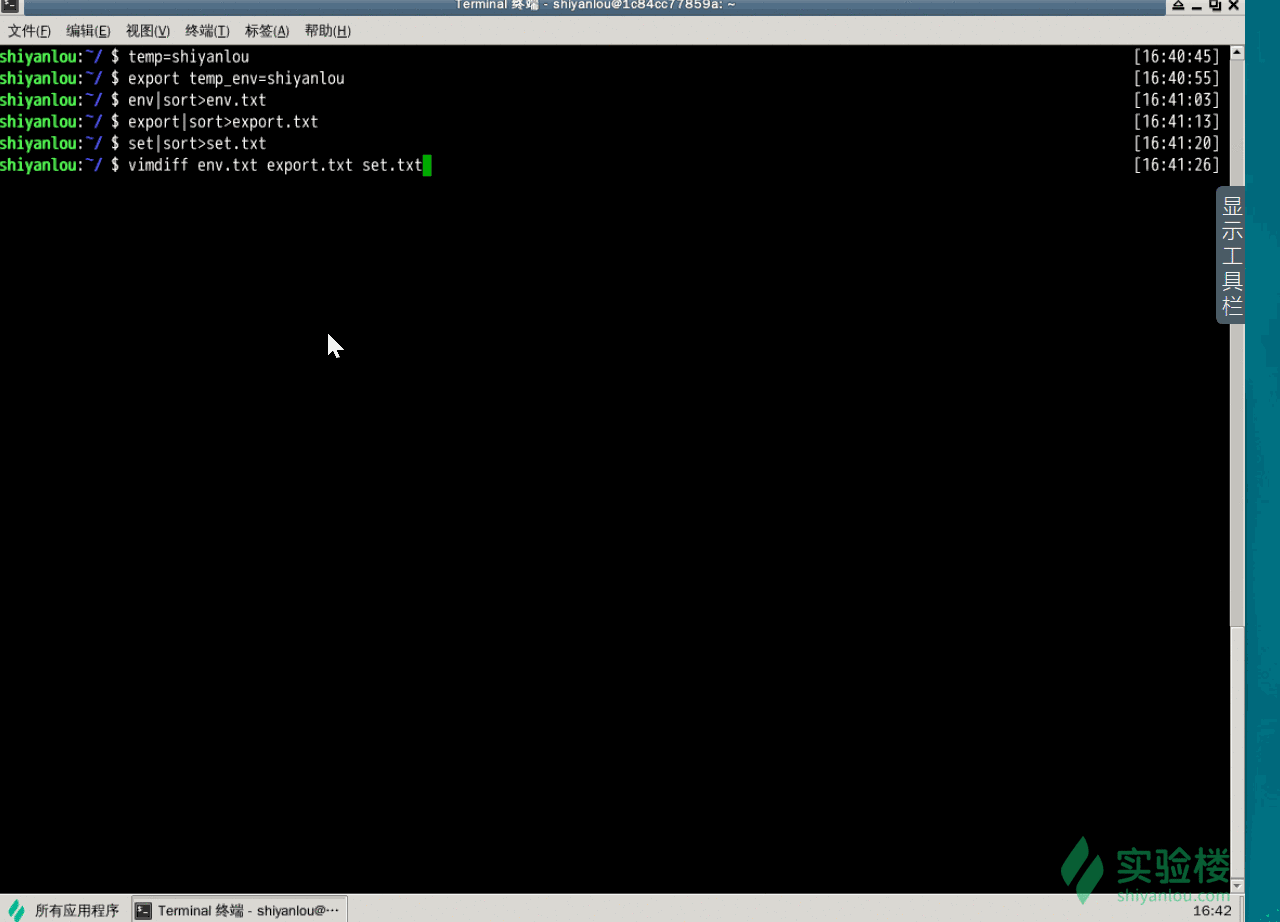 Terminal 终端 - shiyanlou@1c84cc77859a: ~
文件(F) 编辑(E) 视图(V) 终端(T) 标签(A) 帮助(H)
shiyanlou:~/ $ temp=shiyanlou [16:40:45]
shiyanlou:~/ $ export temp_env=shiyanlou [16:40:55]
shiyanlou:~/ $ env|sort>env.txt [16:41:03]
shiyanlou:~/ $ export|sort>export.txt [16:41:13]
shiyanlou:~/ $ set|sort>set.txt [16:41:20]
shiyanlou:~/ $ vimdiff env.txt export.txt set.txt [16:41:26]
显示工具栏
实验楼
shiyanlou.com
所有应用程序 Terminal 终端 - shiyanlou@··· 16:42